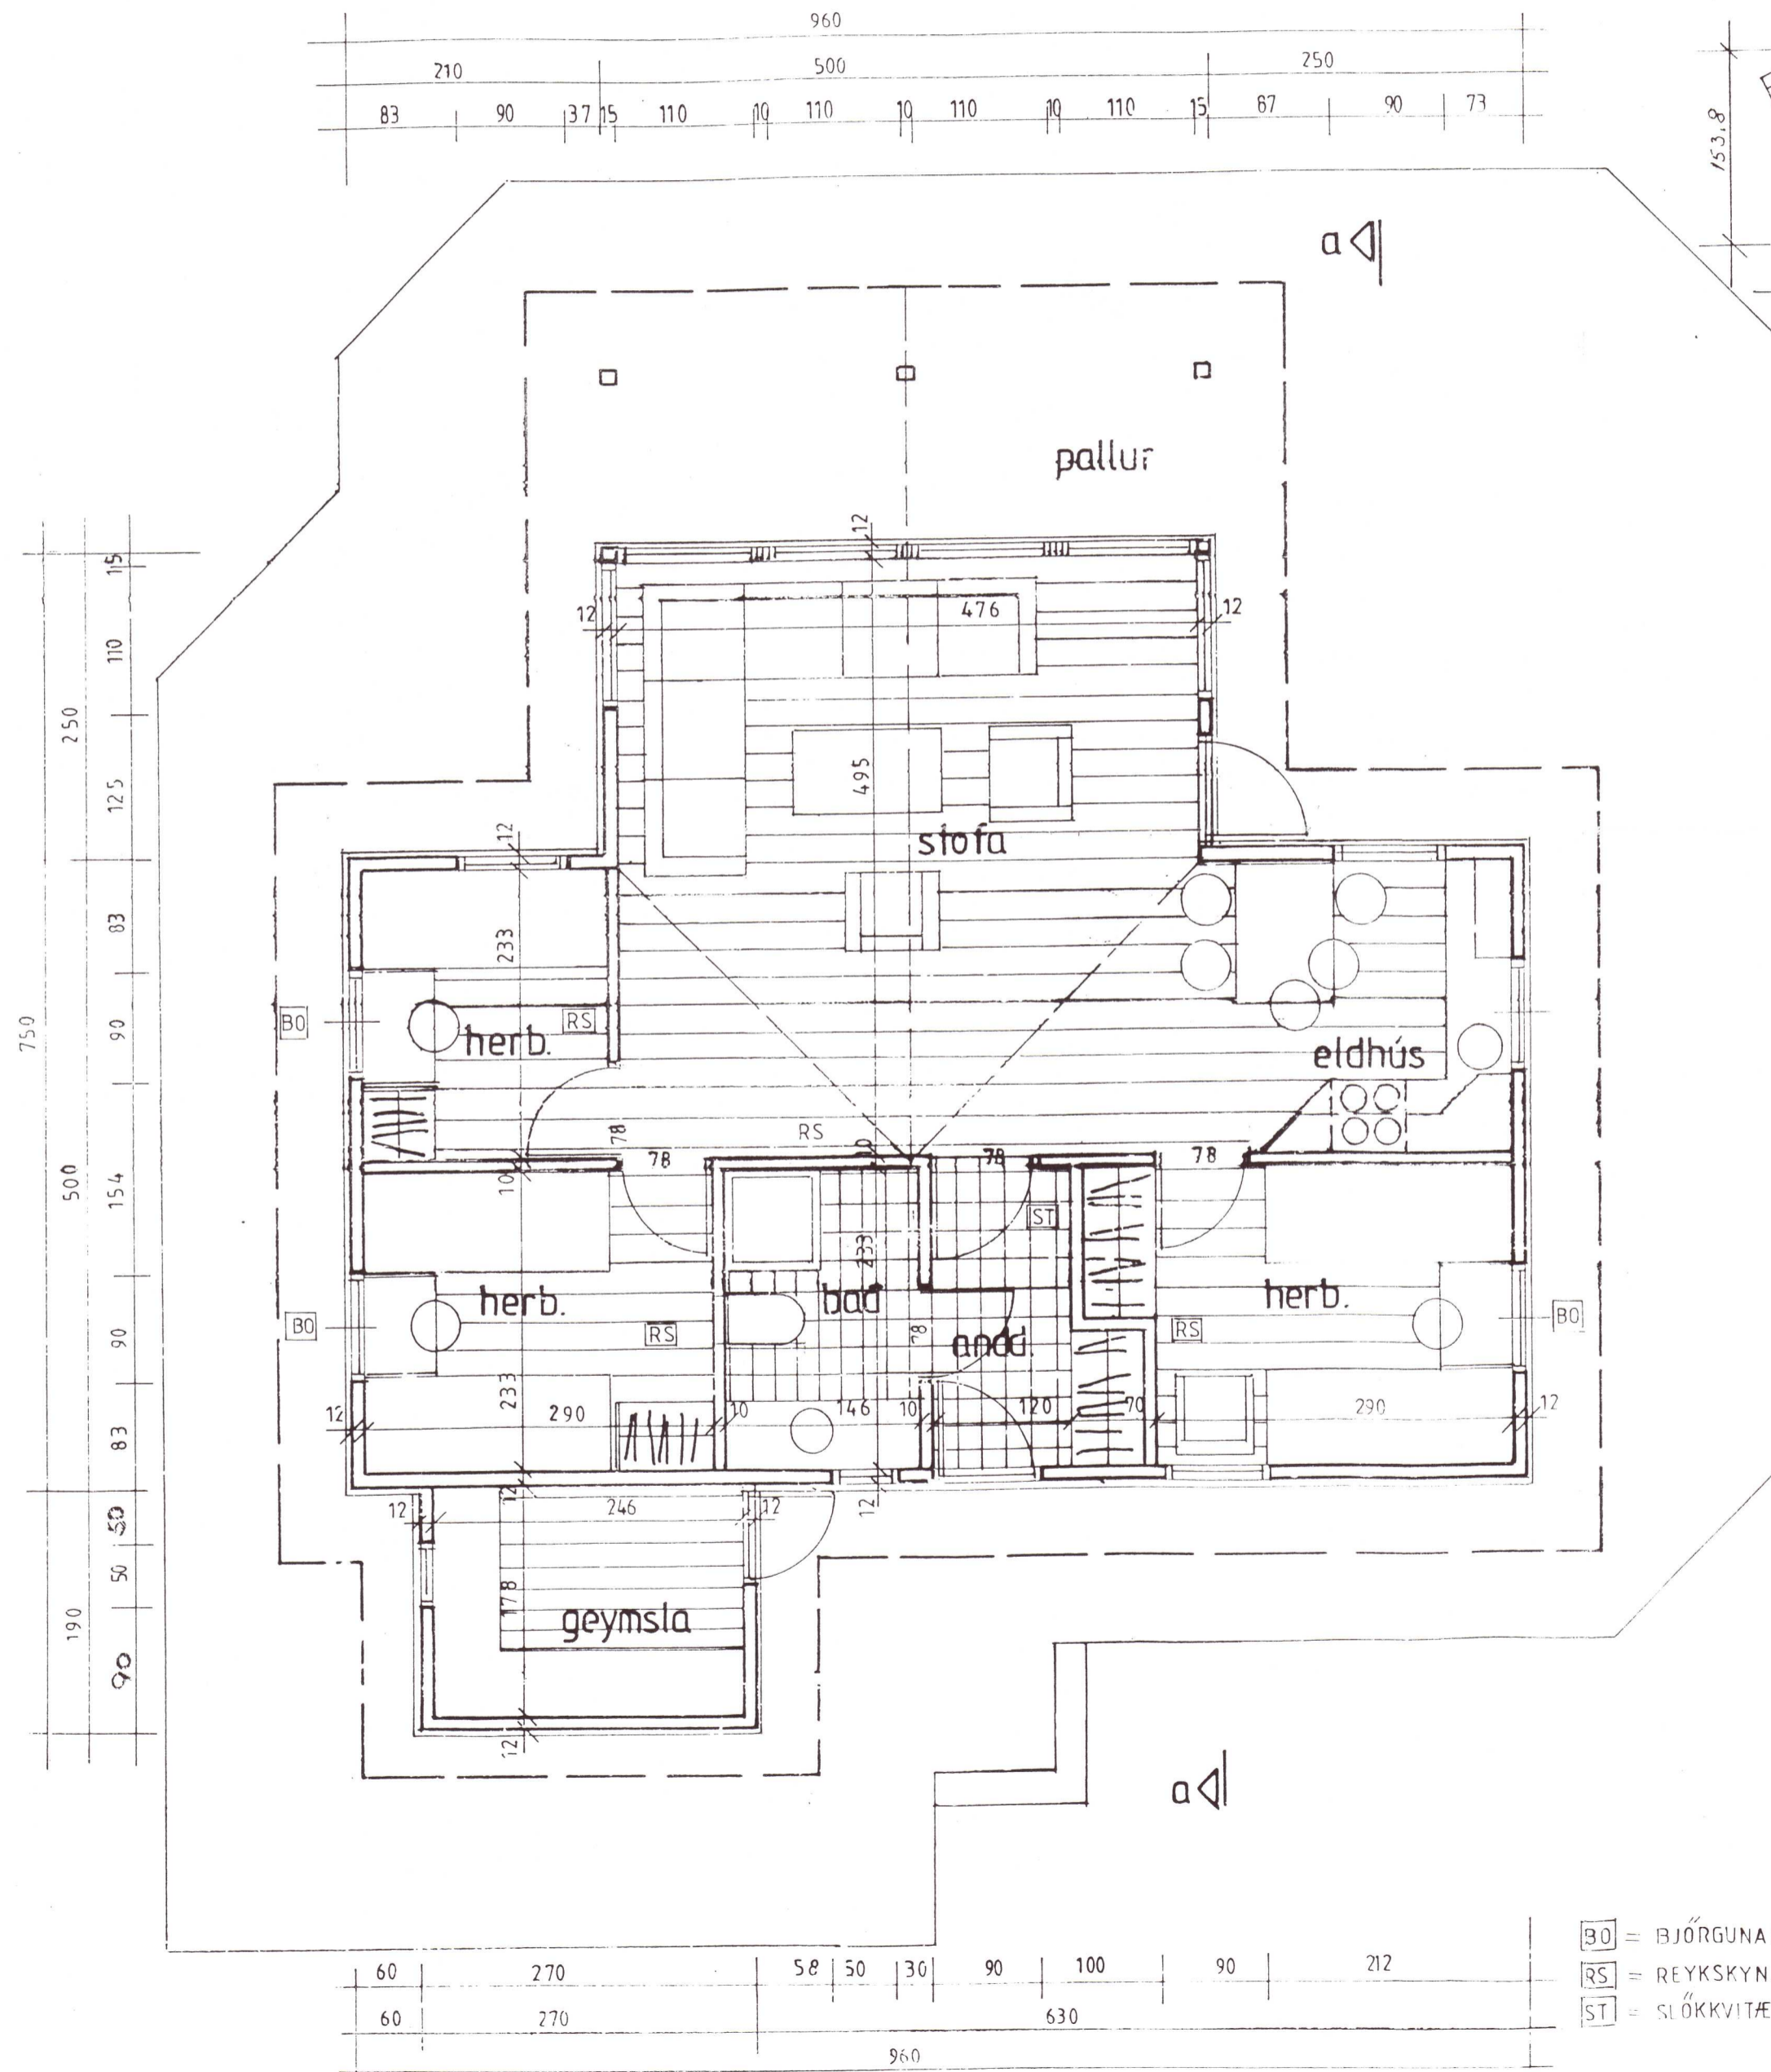 960
210 500 250
83 90 37 15 110 10 110 10 110 10 110 15 67 90 73
153.8
a
pallur
12
12 476 12
495
stofa
12
233
BO herb. RS
eldhús
78 RS 10
78 78 78
10
ST
233
herb. bað herb.
BO RS 78 andd. RS BO
233
12 290 10 146 10 120 70 290 12
12 246 12 12
12
178
geymsla
12
a
15
110
250
125
83
750
90
500
154
90
83
50
50
190
90
60 270 58 50 30 90 100 90 212
60 270 630
960
BO = BJÖRGUNA
RS = REYKSKYN
ST = SLÖKKVITÆ